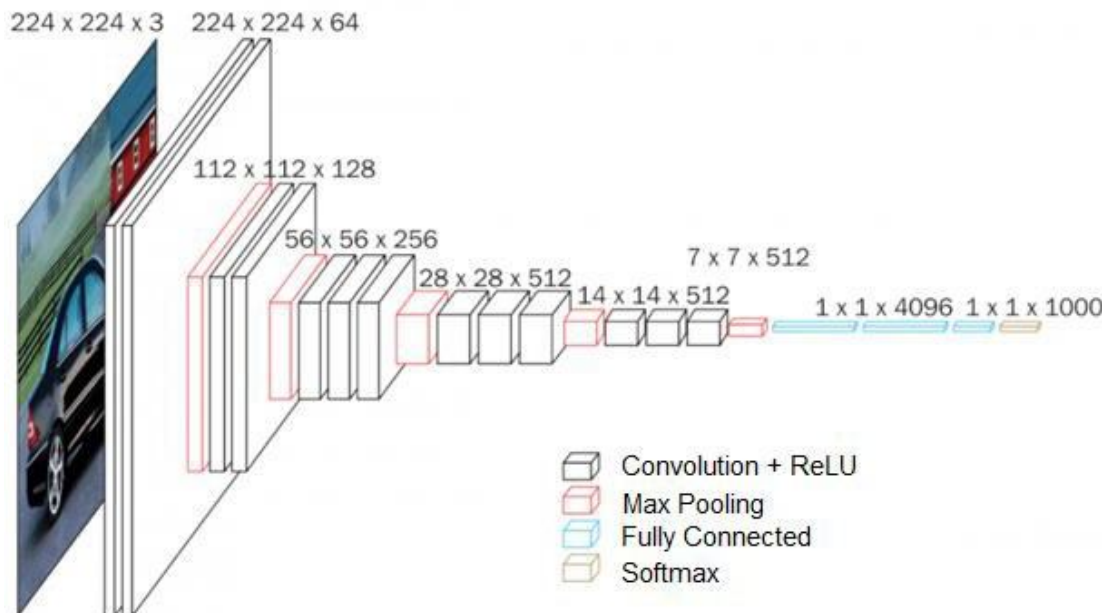 224 x 224 x 3
224 x 224 x 64
112 x 112 x 128
56 x 56 x 256
28 x 28 x 512
14 x 14 x 512
7 x 7 x 512
1 x 1 x 4096
1 x 1 x 1000
Convolution + ReLU
Max Pooling
Fully Connected
Softmax